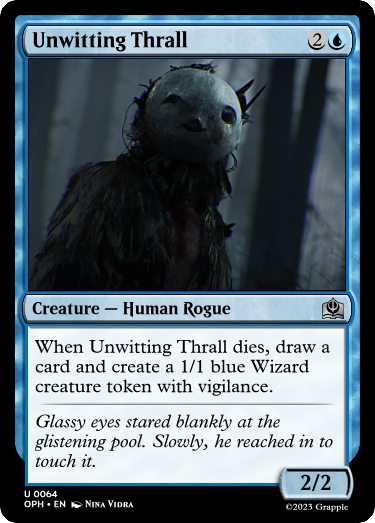 Unwitting Thrall 2
Creature — Human Rogue
When Unwitting Thrall dies, draw a
card and create a 1/1 blue Wizard
creature token with vigilance.
Glassy eyes stared blankly at the
glistening pool. Slowly, he reached in to
touch it.
2/2
U 0064
OPH • EN Nina Vidra
©2023 Grapple